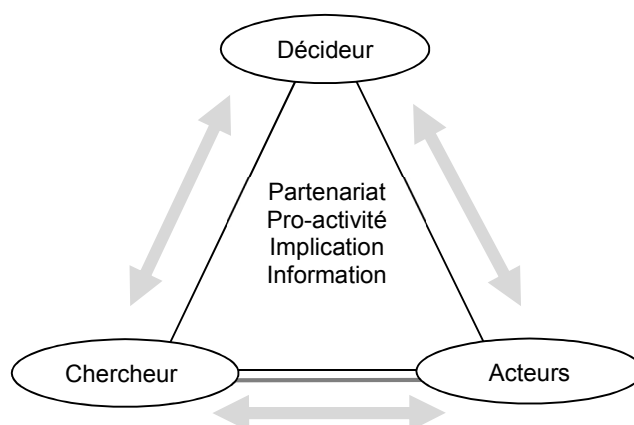 Décideur
Partenariat
Pro-activité
Implication
Information
Chercheur
Acteurs